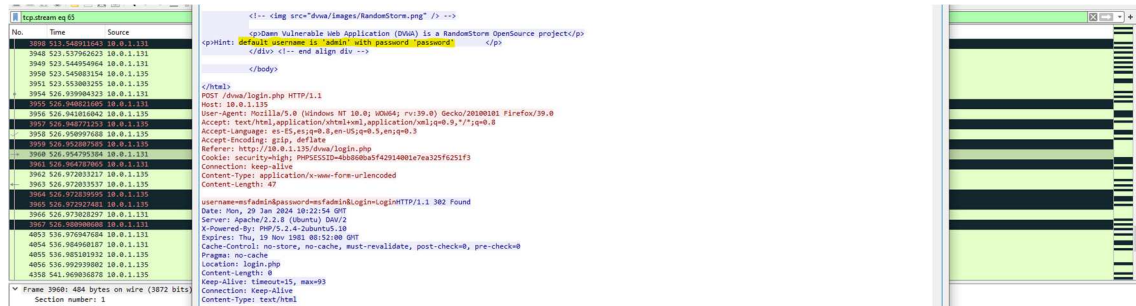 tcp.stream eq 65
No. Time Source
3898 513.548911643 10.0.1.131
3948 523.537962623 10.0.1.131
3949 523.544954964 10.0.1.135
3950 523.545083154 10.0.1.135
3951 523.553003255 10.0.1.135
3954 526.939904323 10.0.1.131
3955 526.940821605 10.0.1.135
3956 526.941016042 10.0.1.135
3957 526.948771253 10.0.1.135
3958 526.950997688 10.0.1.135
3959 526.952807585 10.0.1.135
3960 526.954795384 10.0.1.131
3961 526.964787065 10.0.1.131
3962 526.972033217 10.0.1.135
3963 526.972033537 10.0.1.135
3964 526.972839595 10.0.1.135
3965 526.972927481 10.0.1.135
3966 526.973028297 10.0.1.131
3967 526.980900608 10.0.1.131
4053 536.976947684 10.0.1.131
4054 536.984960187 10.0.1.135
4055 536.985101932 10.0.1.135
4056 536.992939802 10.0.1.131
4358 541.969036878 10.0.1.135
Frame 3960: 484 bytes on wire (3872 bits)
Section number: 1
<!-- <img src="dvwa/images/RandomStorm.png" /> -->
<p>Damn Vulnerable Web Application (DVWA) is a RandomStorm OpenSource project</p>
<p>Hint: default username is 'admin' with password 'password' </p>
</div> <!-- end align div -->
</body>
</html>
POST /dvwa/login.php HTTP/1.1
Host: 10.0.1.135
User-Agent: Mozilla/5.0 (Windows NT 10.0; WOW64; rv:39.0) Gecko/20100101 Firefox/39.0
Accept: text/html,application/xhtml+xml,application/xml;q=0.9,*/*;q=0.8
Accept-Language: es-ES,es;q=0.8,en-US;q=0.5,en;q=0.3
Accept-Encoding: gzip, deflate
Referer: http://10.0.1.135/dvwa/login.php
Cookie: security=high; PHPSESSID=4bb860ba5f42914001e7ea325f6251f3
Connection: keep-alive
Content-Type: application/x-www-form-urlencoded
Content-Length: 47
username=msfadmin&password=msfadmin&Login=LoginHTTP/1.1 302 Found
Date: Mon, 29 Jan 2024 10:22:54 GMT
Server: Apache/2.2.8 (Ubuntu) DAV/2
X-Powered-By: PHP/5.2.4-2ubuntu5.10
Expires: Thu, 19 Nov 1981 08:52:00 GMT
Cache-Control: no-store, no-cache, must-revalidate, post-check=0, pre-check=0
Pragma: no-cache
Location: login.php
Content-Length: 0
Keep-Alive: timeout=15, max=93
Connection: Keep-Alive
Content-Type: text/html